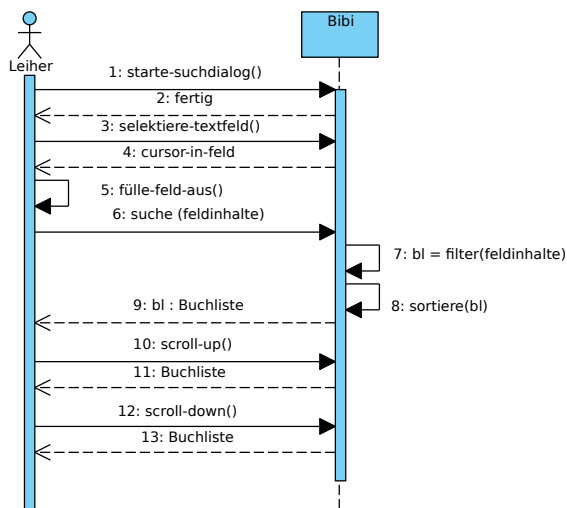 Bibi
Leiher
1: starte-suchdialog()
2: fertig
3: selektiere-textfeld()
4: cursor-in-feld
5: fülle-feld-aus()
6: suche (feldinhalte)
7: bl = filter(feldinhalte)
8: sortiere(bl)
9: bl : Buchliste
10: scroll-up()
11: Buchliste
12: scroll-down()
13: Buchliste